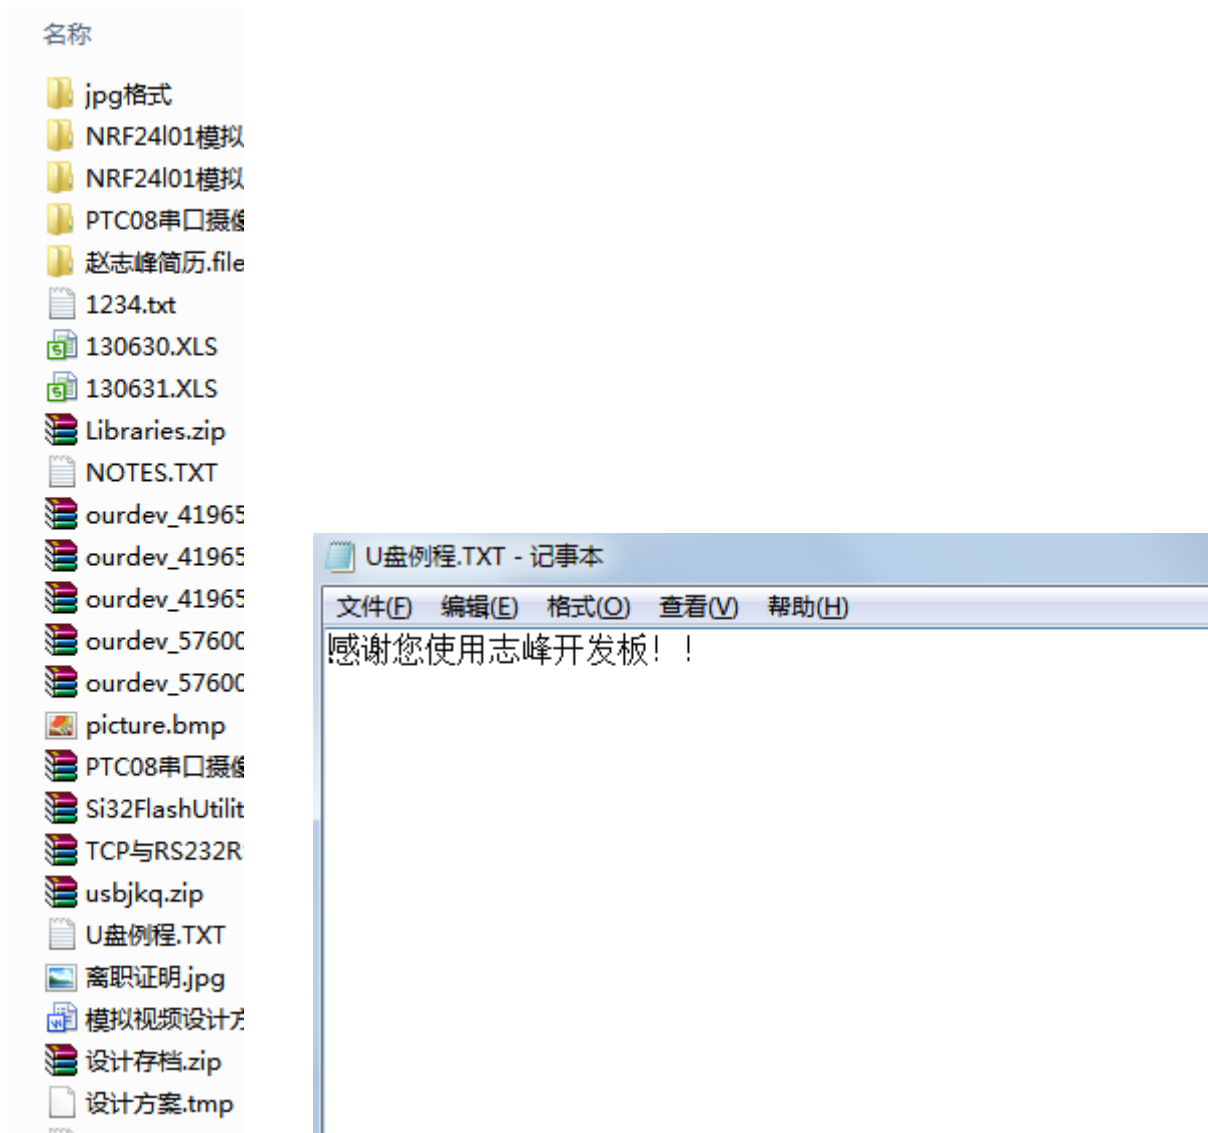 名称
jpg格式
NRF24l01模拟
NRF24l01模拟
PTC08串口摄像
赵志峰简历.file
1234.txt
130630.XLS
130631.XLS
Libraries.zip
NOTES.TXT
ourdev_41965
ourdev_41965
ourdev_41965
ourdev_57600
ourdev_57600
picture.bmp
PTC08串口摄像
Si32FlashUtilit
TCP与RS232R
usbjkq.zip
U盘例程.TXT
离职证明.jpg
模拟视频设计方
设计存档.zip
设计方案.tmp
U盘例程.TXT - 记事本
文件(F) 编辑(E) 格式(O) 查看(V) 帮助(H)
感谢您使用志峰开发板！！